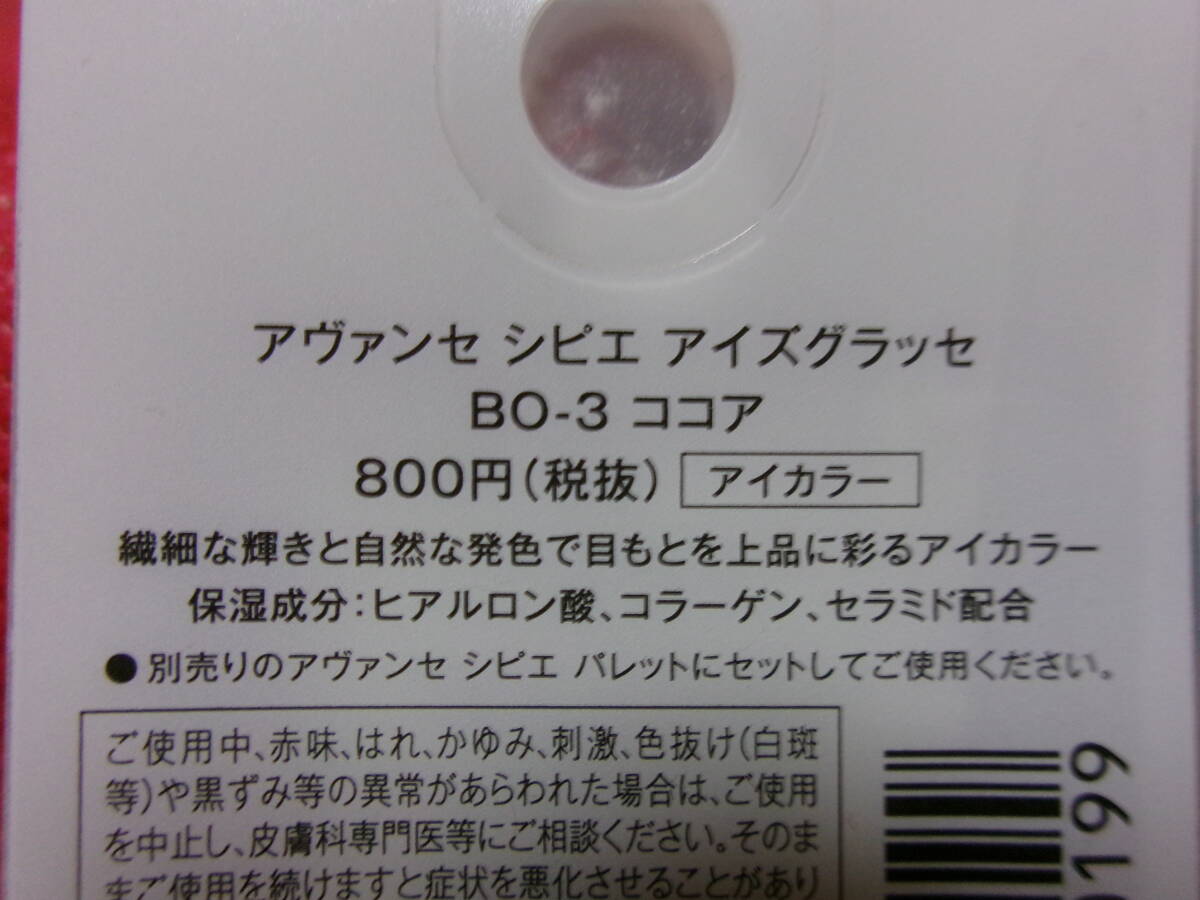 アヴァンセ シピエ アイズグラッセ
BO-3 ココア
800円(税抜) アイカラー
繊細な輝きと自然な発色で目もとを上品に彩るアイカラー
保湿成分:ヒアルロン酸、コラーゲン、セラミド配合
● 別売りのアヴァンセ シピエ パレットにセットしてご使用ください。
ご使用中、赤味、はれ、かゆみ、刺激、色抜け(白斑
等)や黒ずみ等の異常があらわれた場合は、ご使用
を中止し、皮膚科専門医等にご相談ください。そのま
まご使用を続けますと症状を悪化させることがあり
199